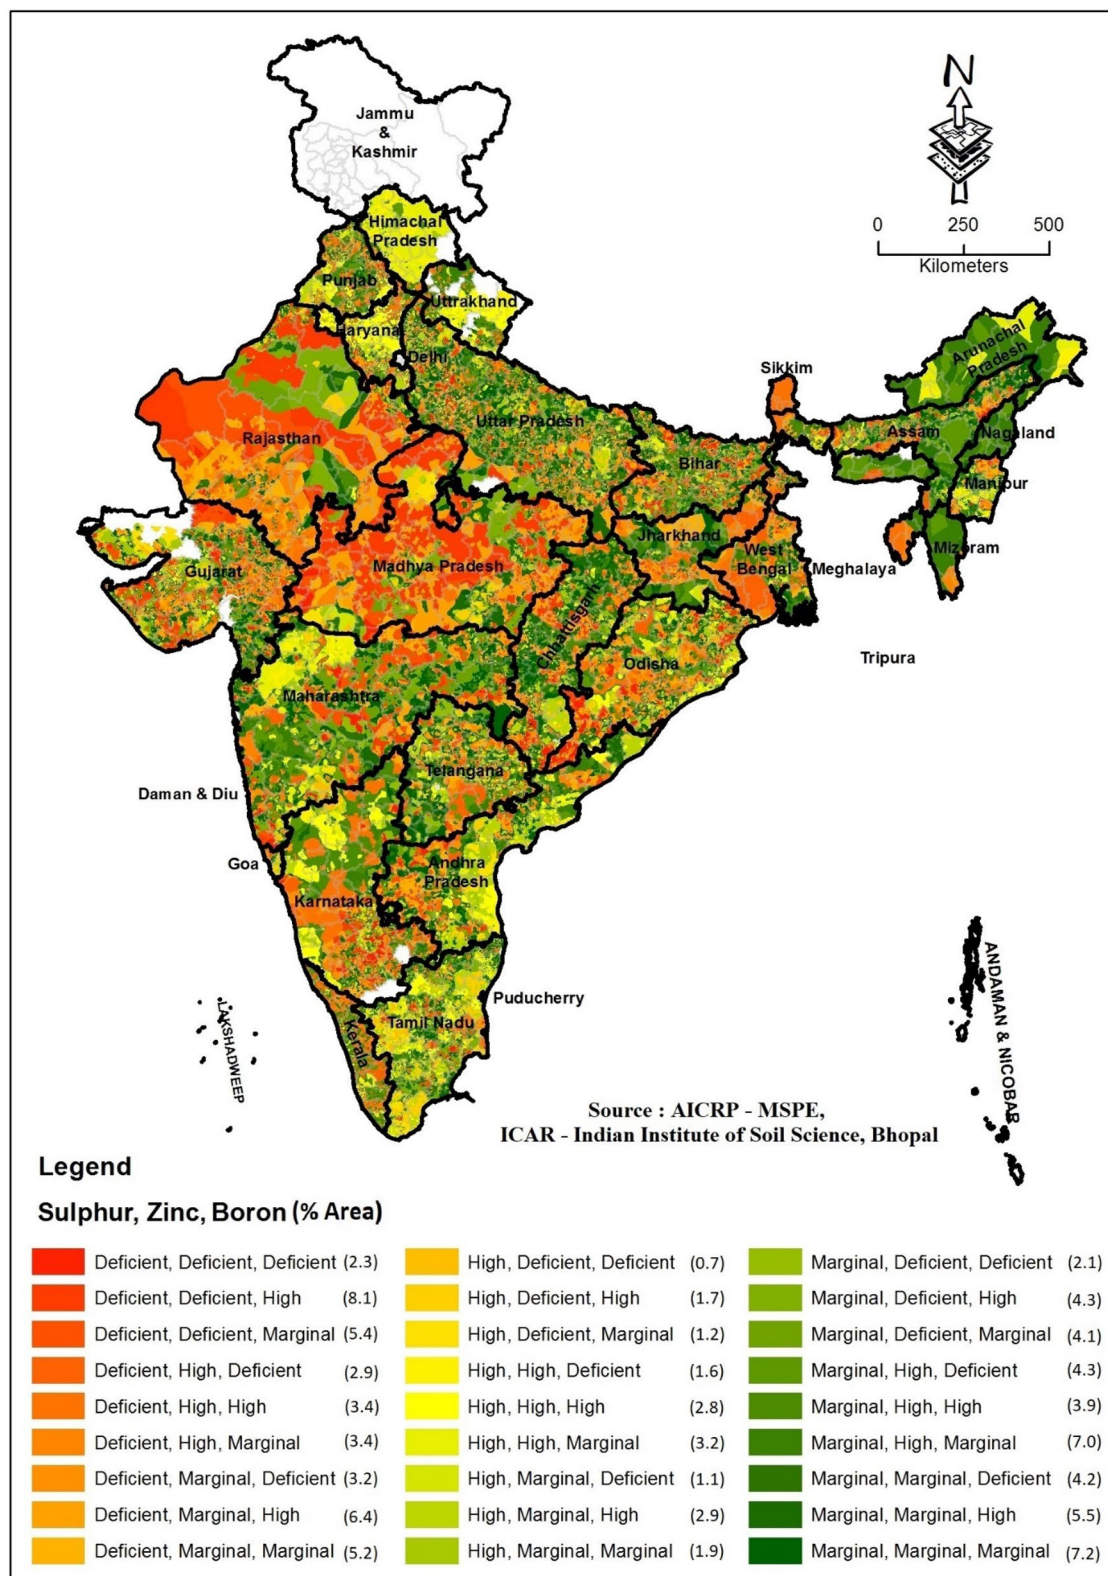 N
0 250 500
Kilometers
Jammu
&
Kashmir
Himachal
Pradesh
Punjab
Uttrakhand
Haryana
Delhi
Arunachal
Pradesh
Sikkim
Rajasthan
Uttar Pradesh
Assam
Nagaland
Bihar
Manipur
Jharkhand
Mizoram
Gujarat
Madhya Pradesh
West
Bengal
Meghalaya
Chhattisgarh
Odisha
Tripura
Maharashtra
Telangana
Daman & Diu
Goa
Andhra
Pradesh
Karnataka
Puducherry
Tamil Nadu
Kerala
LAKSHADWEEP
ANDAMAN & NICOBAR
Source : AICRP - MSPE,
ICAR - Indian Institute of Soil Science, Bhopal
Legend
Sulphur, Zinc, Boron (% Area)
Deficient, Deficient, Deficient (2.3)
Deficient, Deficient, High (8.1)
Deficient, Deficient, Marginal (5.4)
Deficient, High, Deficient (2.9)
Deficient, High, High (3.4)
Deficient, High, Marginal (3.4)
Deficient, Marginal, Deficient (3.2)
Deficient, Marginal, High (6.4)
Deficient, Marginal, Marginal (5.2)
High, Deficient, Deficient (0.7)
High, Deficient, High (1.7)
High, Deficient, Marginal (1.2)
High, High, Deficient (1.6)
High, High, High (2.8)
High, High, Marginal (3.2)
High, Marginal, Deficient (1.1)
High, Marginal, High (2.9)
High, Marginal, Marginal (1.9)
Marginal, Deficient, Deficient (2.1)
Marginal, Deficient, High (4.3)
Marginal, Deficient, Marginal (4.1)
Marginal, High, Deficient (4.3)
Marginal, High, High (3.9)
Marginal, High, Marginal (7.0)
Marginal, Marginal, Deficient (4.2)
Marginal, Marginal, High (5.5)
Marginal, Marginal, Marginal (7.2)